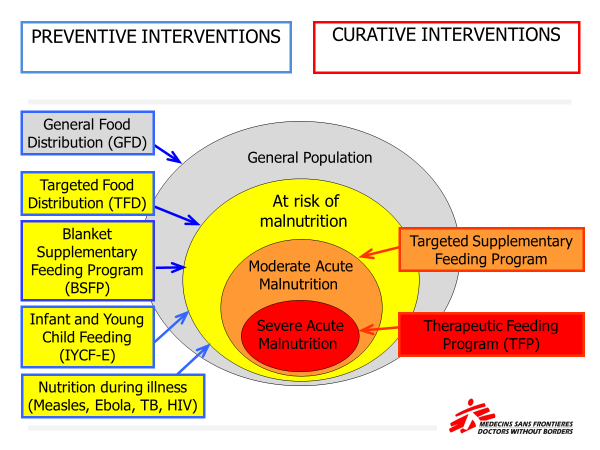 PREVENTIVE INTERVENTIONS
CURATIVE INTERVENTIONS
General Food
Distribution (GFD)
Targeted Food
Distribution (TFD)
Blanket
Supplementary
Feeding Program
(BSFP)
Infant and Young
Child Feeding
(IYCF-E)
Nutrition during illness
(Measles, Ebola, TB, HIV)
General Population
At risk of
malnutrition
Moderate Acute
Malnutrition
Severe Acute
Malnutrition
Targeted Supplementary
Feeding Program
Therapeutic Feeding
Program (TFP)
MEDECINS SANS FRONTIERES
DOCTORS WITHOUT BORDERS